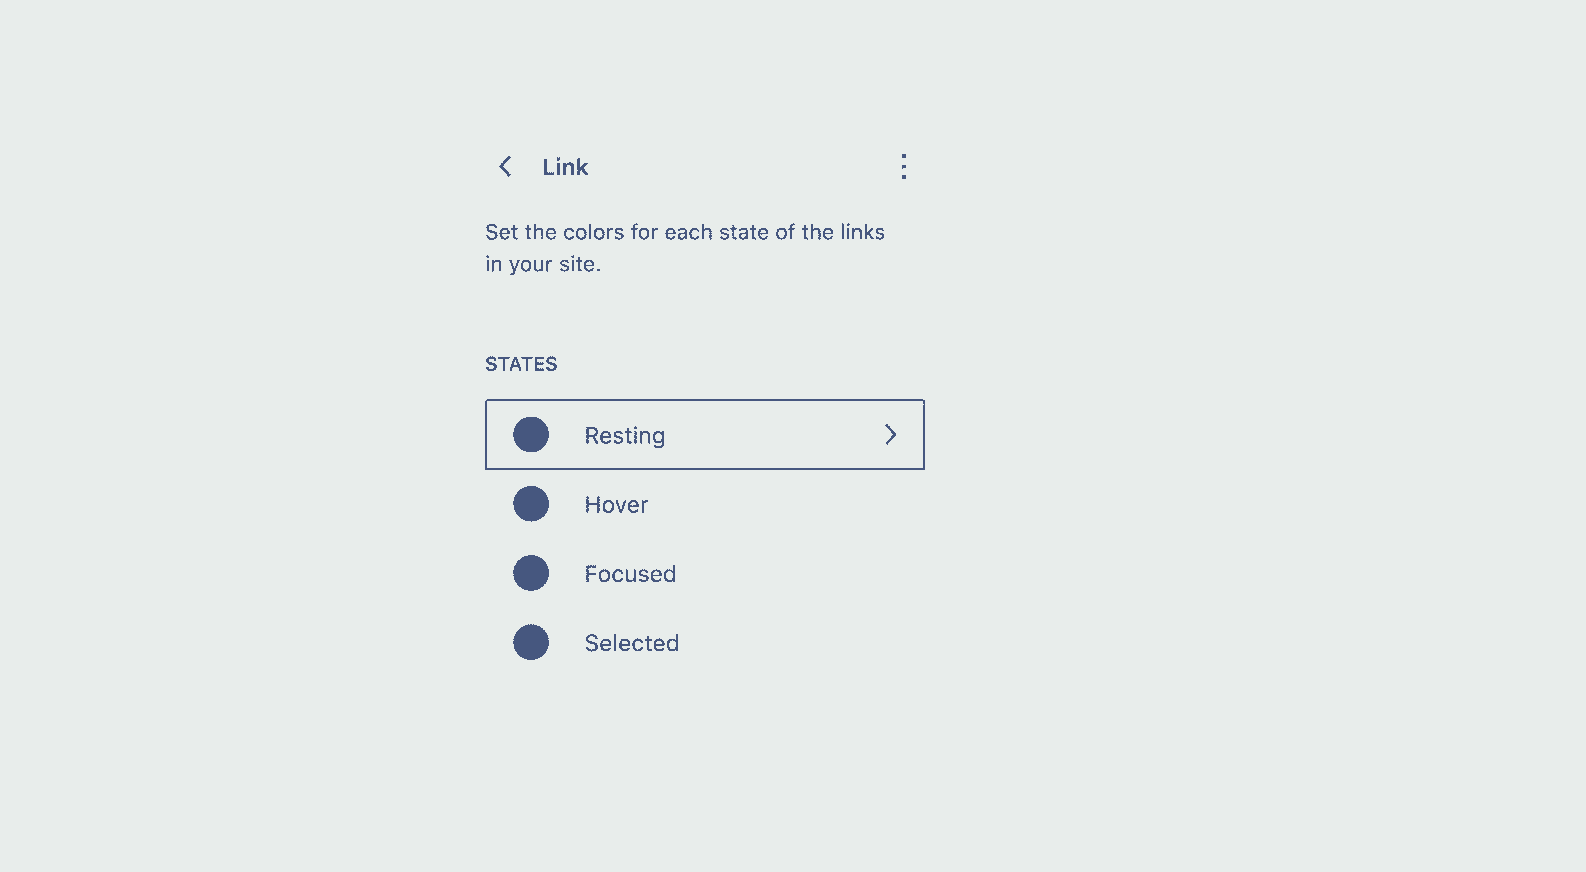 Link
Set the colors for each state of the links
in your site.
STATES
Resting
Hover
Focused
Selected